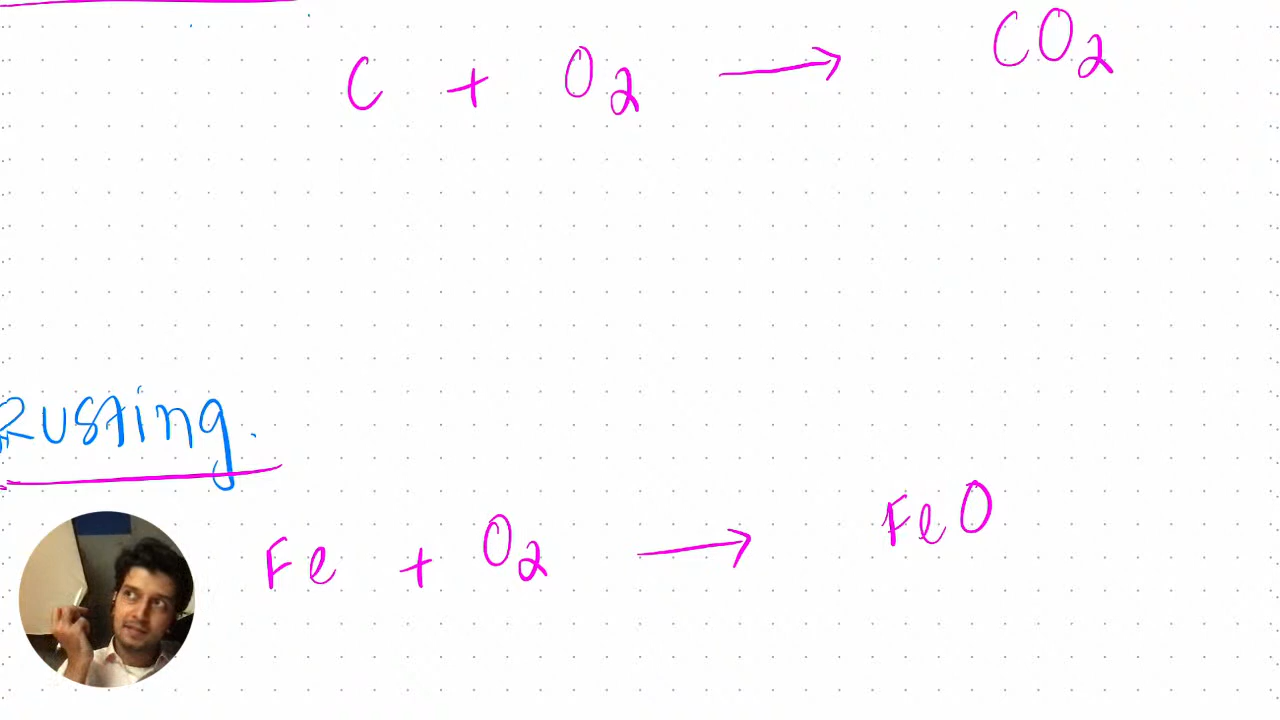 C + O₂ → CO₂
Rusting.
Fe + O₂ → FeO